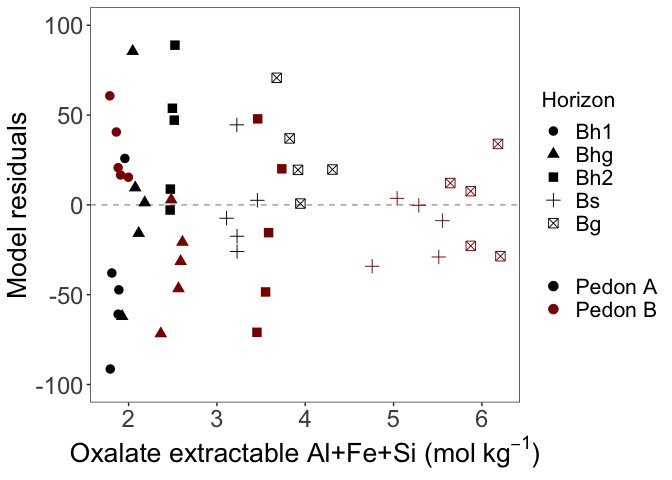 100
50
0
-50
-100
Model residuals
2 3 4 5 6
Oxalate extractable Al+Fe+Si (mol kg⁻¹)
Horizon
Bh1
Bhg
Bh2
Bs
Bg
Pedon A
Pedon B